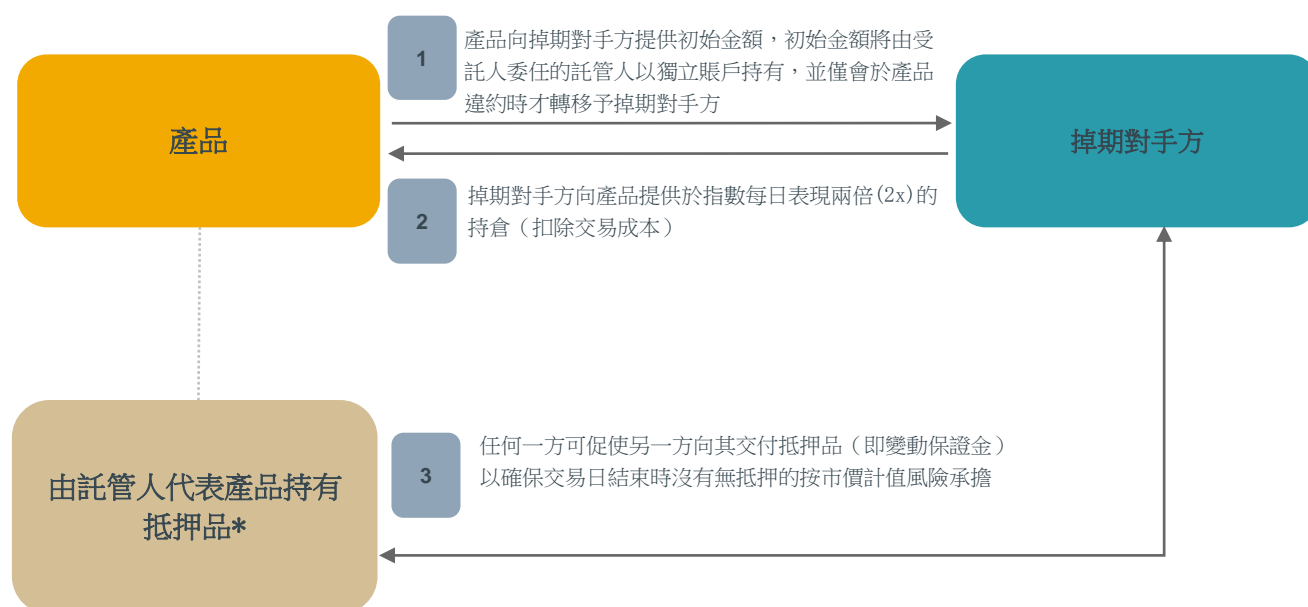 1
產品向掉期對手方提供初始金額，初始金額將由受
託人委任的託管人以獨立賬戶持有，並僅會於產品
違約時才轉移予掉期對手方
產品
掉期對手方
2
掉期對手方向產品提供於指數每日表現兩倍(2x)的
持倉（扣除交易成本）
由託管人代表產品持有
抵押品*
3
任何一方可促使另一方向其交付抵押品（即變動保證金）
以確保交易日結束時沒有無抵押的按市價計值風險承擔